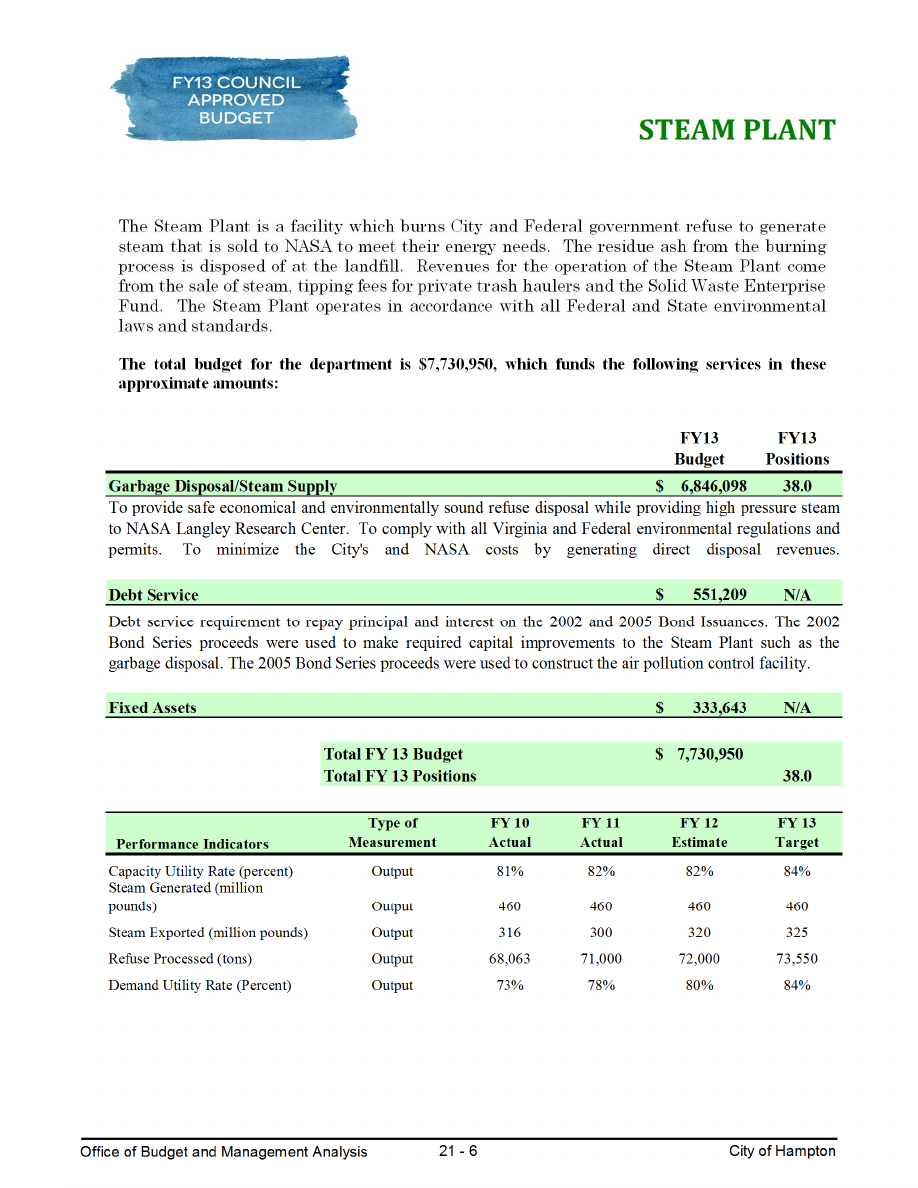 FY13 COUNCIL
APPROVED
BUDGET
STEAM PLANT
The Steam Plant is a facility which burns City and Federal government refuse to generate
steam that is sold to NASA to meet their energy needs. The residue ash from the burning
process is disposed of at the landfill. Revenues for the operation of the Steam Plant come
from the sale of steam, tipping fees for private trash haulers and the Solid Waste Enterprise
Fund. The Steam Plant operates in accordance with all Federal and State environmental
laws and standards.
The total budget for the department is $7,730,950, which funds the following services in these
approximate amounts:
FY13 FY13
Budget Positions
Garbage Disposal/Steam Supply $ 6,846,098 38.0
To provide safe economical and environmentally sound refuse disposal while providing high pressure steam
to NASA Langley Research Center. To comply with all Virginia and Federal environmental regulations and
permits. To minimize the City's and NASA costs by generating direct disposal revenues.
Debt Service $ 551,209 N/A
Debt service requirement to repay principal and interest on the 2002 and 2005 Bond Issuances. The 2002
Bond Series proceeds were used to make required capital improvements to the Steam Plant such as the
garbage disposal. The 2005 Bond Series proceeds were used to construct the air pollution control facility.
Fixed Assets $ 333,643 N/A
Total FY 13 Budget $ 7,730,950
Total FY 13 Positions 38.0
Type of FY 10 FY 11 FY 12 FY 13
Performance Indicators Measurement Actual Actual Estimate Target
Capacity Utility Rate (percent) Output 81% 82% 82% 84%
Steam Generated (million
pounds) Output 460 460 460 460
Steam Exported (million pounds) Output 316 300 320 325
Refuse Processed (tons) Output 68,063 71,000 72,000 73,550
Demand Utility Rate (Percent) Output 73% 78% 80% 84%
Office of Budget and Management Analysis 21 - 6 City of Hampton